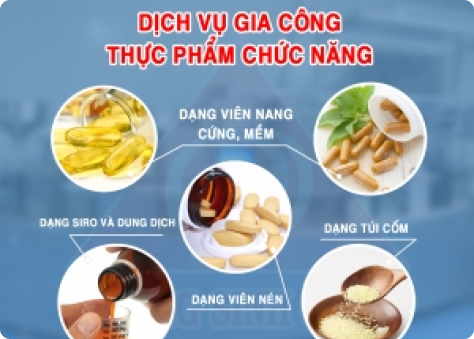 DỊCH VỤ GIA CÔNG
THỰC PHẨM CHỨC NĂNG
DẠNG VIÊN NANG
CỨNG, MỀM
DẠNG SIRO VÀ DUNG DỊCH
DẠNG TÚI CỐM
DẠNG VIÊN NÉN